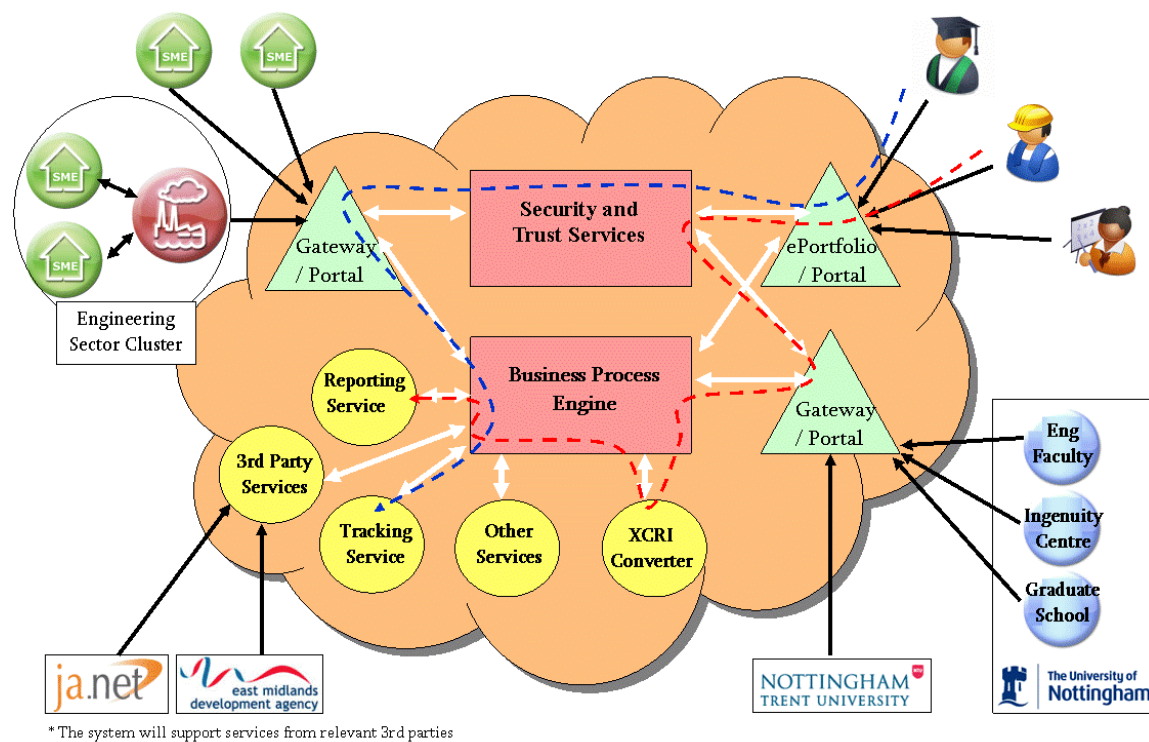 SME
SME
SME
SME
Engineering
Sector Cluster
Gateway
/ Portal
Security and
Trust Services
ePortfolio
/ Portal
Business Process
Engine
Gateway
/ Portal
Reporting
Service
3rd Party
Services
Tracking
Service
Other
Services
XCRI
Converter
Eng
Faculty
Ingenuity
Centre
Graduate
School
ja.net
east midlands
development agency
NOTTINGHAM
TRENT UNIVERSITY
The University of
Nottingham
* The system will support services from relevant 3rd parties